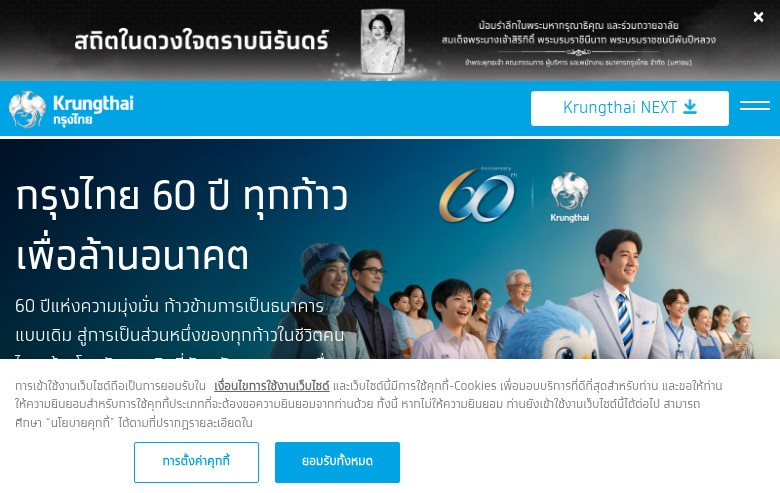 สถิตในดวงใจตราบนิรันดร์
น้อมรำลึกในพระมหากรุณาธิคุณ และร่วมถวายอาลัย
สมเด็จพระนางเจ้าสิริกิติ์ พระบรมราชินีนาถ พระบรมราชชนนีพันปีหลวง
ข้าพระพุทธเจ้า คณะกรรมการ ผู้บริหาร และพนักงาน ธนาคารกรุงไทย จำกัด (มหาชน)
Krungthai
กรุงไทย
Krungthai NEXT
กรุงไทย 60 ปี ทุกก้าว
เพื่อล้านอนาคต
60 th
Anniversary
Krungthai
60 ปีแห่งความมุ่งมั่น ก้าวข้ามการเป็นธนาคาร
แบบเดิม สู่การเป็นส่วนหนึ่งของทุกก้าวในชีวิตคน
การเข้าใช้งานเว็บไซต์ถือเป็นการยอมรับใน เงื่อนไขการใช้งานเว็บไซต์ และเว็บไซต์นี้มีการใช้คุกกี้-Cookies เพื่อมอบบริการที่ดีที่สุดสำหรับท่าน และขอให้ท่าน
ให้ความยินยอมสำหรับการใช้คุกกี้ประเภทที่จะต้องขอความยินยอมจากท่านด้วย ทั้งนี้ หากไม่ให้ความยินยอม ท่านยังเข้าใช้งานเว็บไซต์นี้ได้ต่อไป สามารถ
ศึกษา “นโยบายคุกกี้” ได้ตามที่ปรากฏรายละเอียดใน
การตั้งค่าคุกกี้
ยอมรับทั้งหมด